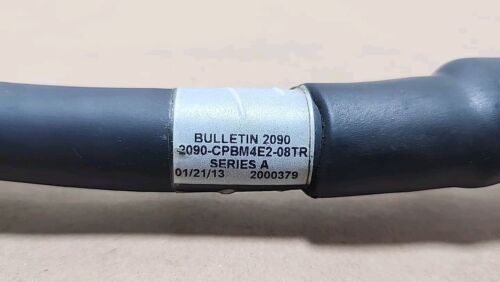 BULLETIN 2090
2090-CPBM4E2-08TR
SERIES A
01/21/13 2000379